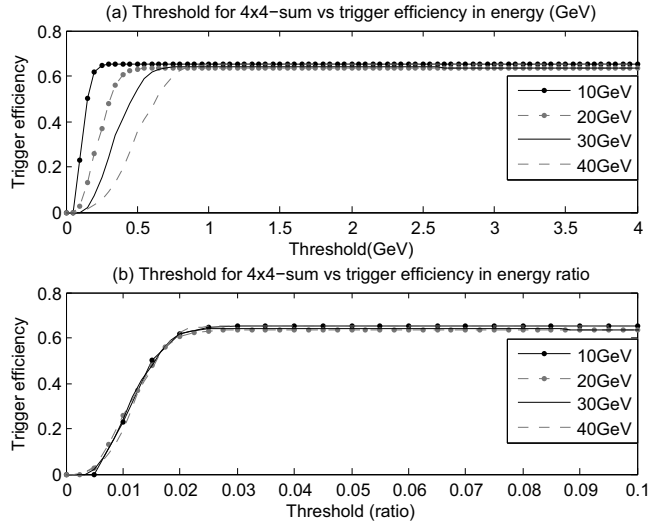 (a) Threshold for 4x4−sum vs trigger efficiency in energy (GeV)
0.8
0.6
0.4
0.2
0
Trigger efficiency
10GeV
20GeV
30GeV
40GeV
0 0.5 1 1.5 2 2.5 3 3.5 4
Threshold(GeV)
(b) Threshold for 4x4−sum vs trigger efficiency in energy ratio
0.8
0.6
0.4
0.2
0
Trigger efficiency
10GeV
20GeV
30GeV
40GeV
0 0.01 0.02 0.03 0.04 0.05 0.06 0.07 0.08 0.09 0.1
Threshold (ratio)